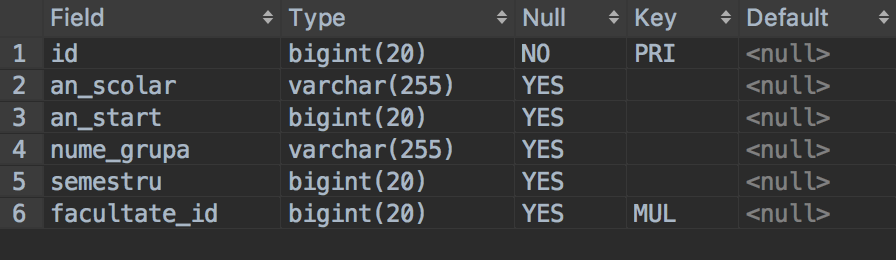 Field Type Null Key Default
1 id bigint(20) NO PRI <null>
2 an_scolar varchar(255) YES <null>
3 an_start bigint(20) YES <null>
4 nume_grupa varchar(255) YES <null>
5 semestru bigint(20) YES <null>
6 facultate_id bigint(20) YES MUL <null>